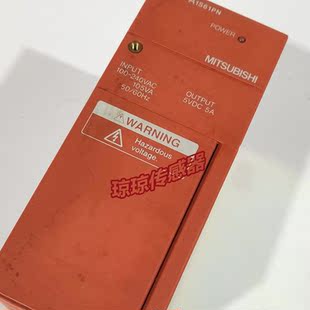 A1S61PN
POWER
MITSUBISHI
INPUT
100-240VAC
105VA
50/60Hz
OUTPUT
5VDC 5A
WARNING
Hazardous
voltage.
琼琼传感器